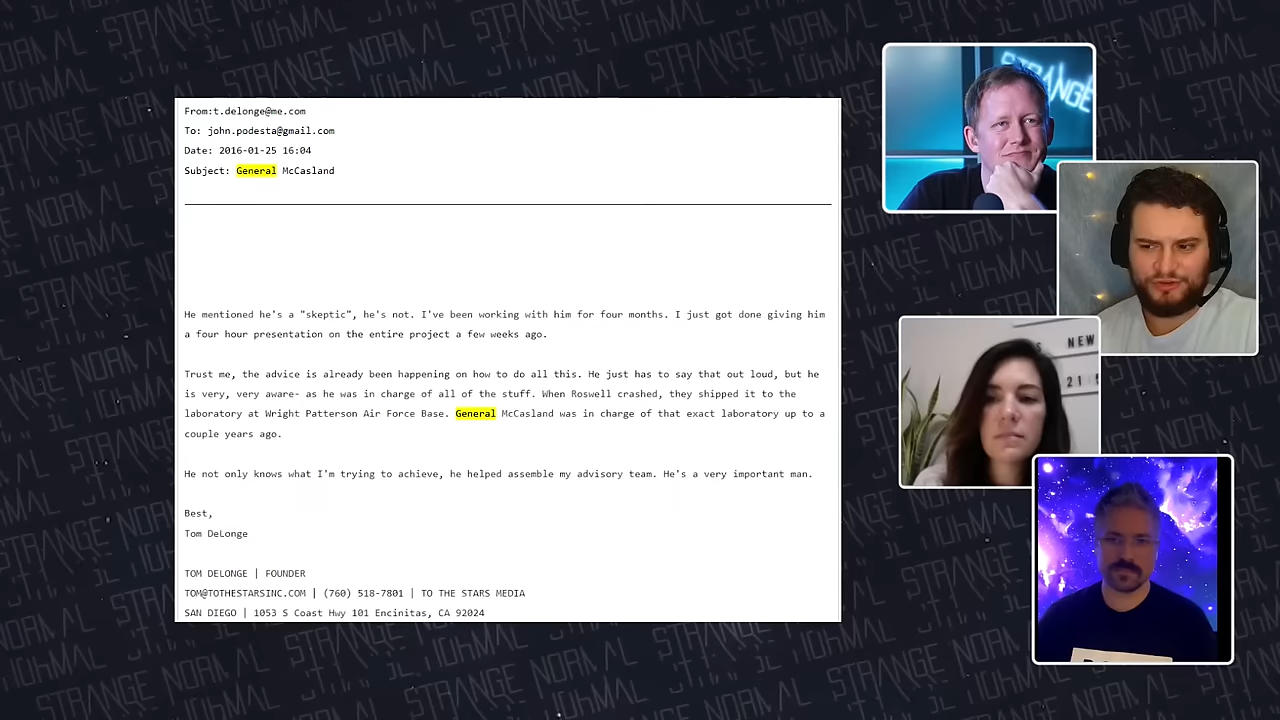 From:t.delonge@me.com
To: john.podesta@gmail.com
Date: 2016-01-25 16:04
Subject: General McCasland
He mentioned he's a "skeptic", he's not. I've been working with him for four months. I just got done giving him
a four hour presentation on the entire project a few weeks ago.
Trust me, the advice is already been happening on how to do all this. He just has to say that out loud, but he
is very, very aware- as he was in charge of all of the stuff. When Roswell crashed, they shipped it to the
laboratory at Wright Patterson Air Force Base. General McCasland was in charge of that exact laboratory up to a
couple years ago.
He not only knows what I'm trying to achieve, he helped assemble my advisory team. He's a very important man.
Best,
Tom DeLonge
TOM DELONGE | FOUNDER
TOM@TOTHESTARSINC.COM | (760) 518-7801 | TO THE STARS MEDIA
SAN DIEGO | 1053 S Coast Hwy 101 Encinitas, CA 92024
STRANGE
NEW
21
STRANGE NORMAL